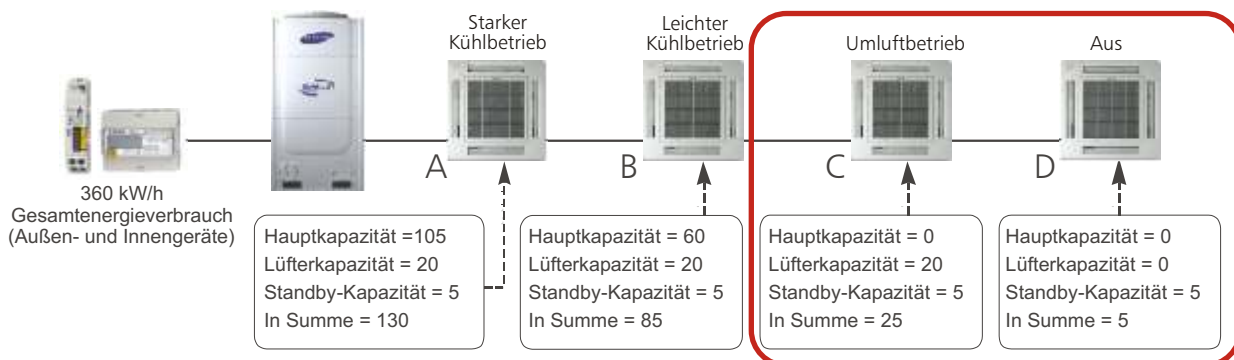 Starker
Kühlbetrieb
Leichter
Kühlbetrieb
Umluftbetrieb
Aus
A
B
C
D
360 kW/h
Gesamtenergieverbrauch
(Außen- und Innengeräte)
Hauptkapazität =105
Lüfterkapazität = 20
Standby-Kapazität = 5
In Summe = 130
Hauptkapazität = 60
Lüfterkapazität = 20
Standby-Kapazität = 5
In Summe = 85
Hauptkapazität = 0
Lüfterkapazität = 20
Standby-Kapazität = 5
In Summe = 25
Hauptkapazität = 0
Lüfterkapazität = 0
Standby-Kapazität = 5
In Summe = 5